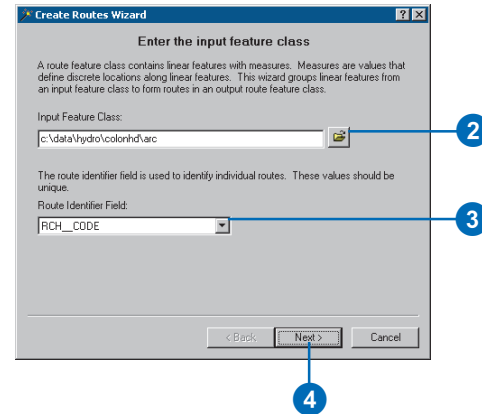 Create Routes Wizard
Enter the input feature class
A route feature class contains linear features with measures. Measures are values that
define discrete locations along linear features. This wizard groups linear features from
an input feature class to form routes in an output route feature class.
Input Feature Class:
c:\data\hydro\colonhd\arc
2
The route identifier field is used to identify individual routes. These values should be
unique.
Route Identifier Field:
RCH__CODE
3
< Back
Next >
Cancel
4